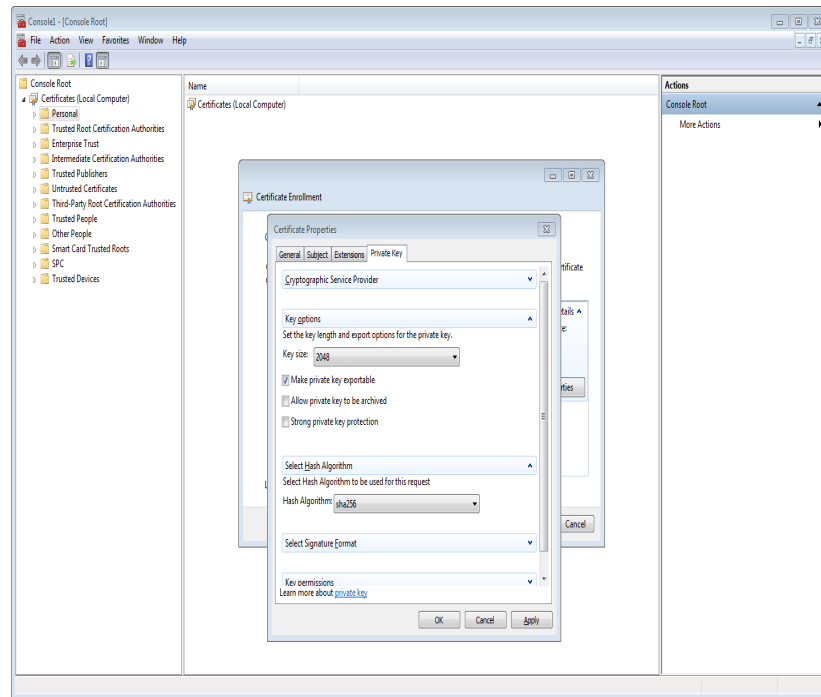 Console1 - [Console Root]
File Action View Favorites Window Help
Console Root
Certificates (Local Computer)
Personal
Trusted Root Certification Authorities
Enterprise Trust
Intermediate Certification Authorities
Trusted Publishers
Untrusted Certificates
Third-Party Root Certification Authorities
Trusted People
Other People
Smart Card Trusted Roots
SPC
Trusted Devices
Name
Certificates (Local Computer)
Actions
Console Root
More Actions
Certificate Enrollment
Certificate Properties
General Subject Extensions Private Key
Cryptographic Service Provider
Key options
Set the key length and export options for the private key.
Key size: 2048
Make private key exportable
Allow private key to be archived
Strong private key protection
Select Hash Algorithm
Select Hash Algorithm to be used for this request
Hash Algorithm: sha256
Select Signature Format
Key permissions
Learn more about private key
OK Cancel Apply
tificate
tails
e:
rties
Cancel